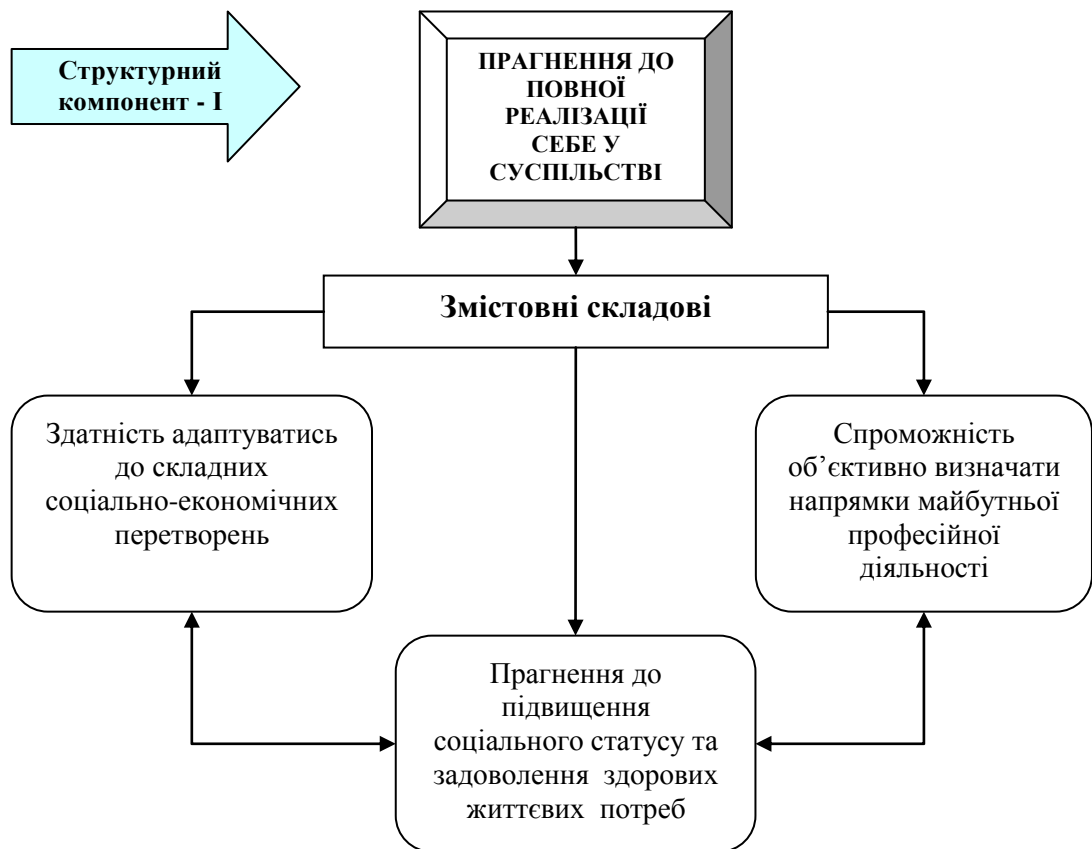 Структурний
компонент - І
ПРАГНЕННЯ ДО
ПОВНОЇ
РЕАЛІЗАЦІЇ
СЕБЕ У
СУСПІЛЬСТВІ
Змістовні складові
Здатність адаптуватись
до складних
соціально-економічних
перетворень
Спроможність
об’єктивно визначати
напрямки майбутньої
професійної
діяльності
Прагнення до
підвищення
соціального статусу та
задоволення здорових
життєвих потреб